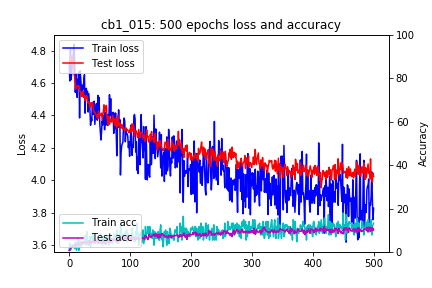 cb1_015: 500 epochs loss and accuracy
Train loss
Test loss
Train acc
Test acc
Loss
Accuracy
4.8
4.6
4.4
4.2
4.0
3.8
3.6
100
80
60
40
20
0
0 100 200 300 400 500